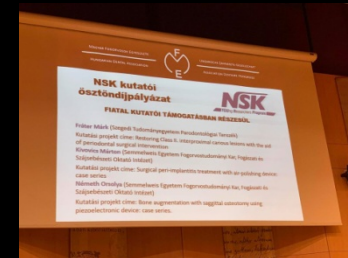 F
M
E
NSK kutatói
ösztöndíjpályázat
NSK
FIATAL KUTATÓI TÁMOGATÁSBAN RÉSZESÜL
Práter Márk (Szegedi Tudományegyetem Parodontológiai Tanszék)
Kutatási projekt címe: Restoring Class II. interproximal carious lesions with the aid
of periodontal surgical intervention
Márton (Semmelweis Egyetem Fogorvostudományi Kar, Fogászati és
Szájsebészeti Oktató Intézet)
Kutatási projekt címe: Surgical peri-implantitis treatment with air-polishing device:
case series
Németh Orsolya (Semmelweis Egyetem Fogorvostudományi Kar, Fogászati és
Szájsebészeti Oktató Intézet)
Kutatási projekt címe: Bone augmentation with saggital osteotomy using
piezoelectronic device: case series.